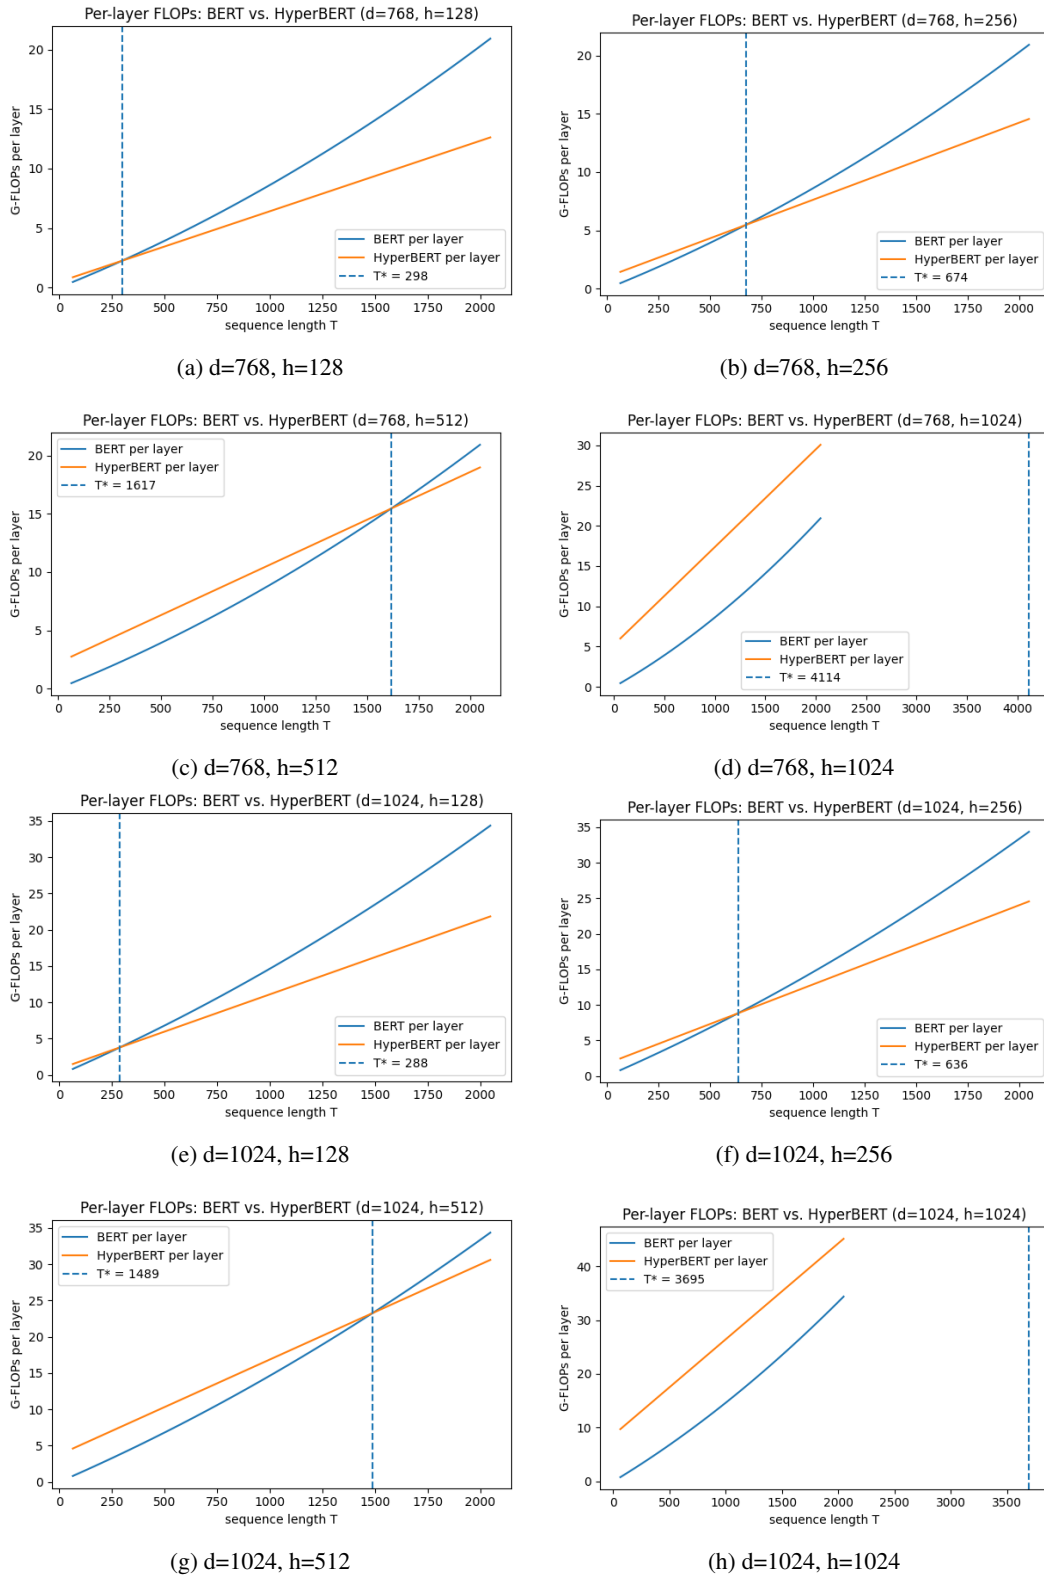 Per-layer FLOPs: BERT vs. HyperBERT (d=768, h=128)
20
15
10
5
0
G-FLOPs per layer
BERT per layer
HyperBERT per layer
T* = 298
0 250 500 750 1000 1250 1500 1750 2000
sequence length T
(a) d=768, h=128
Per-layer FLOPs: BERT vs. HyperBERT (d=768, h=256)
20
15
10
5
0
G-FLOPs per layer
BERT per layer
HyperBERT per layer
T* = 674
0 250 500 750 1000 1250 1500 1750 2000
sequence length T
(b) d=768, h=256
Per-layer FLOPs: BERT vs. HyperBERT (d=768, h=512)
BERT per layer
HyperBERT per layer
T* = 1617
20
15
10
5
0
G-FLOPs per layer
0 250 500 750 1000 1250 1500 1750 2000
sequence length T
(c) d=768, h=512
Per-layer FLOPs: BERT vs. HyperBERT (d=768, h=1024)
30
25
20
15
10
5
0
G-FLOPs per layer
BERT per layer
HyperBERT per layer
T* = 4114
0 500 1000 1500 2000 2500 3000 3500 4000
sequence length T
(d) d=768, h=1024
Per-layer FLOPs: BERT vs. HyperBERT (d=1024, h=128)
35
30
25
20
15
10
5
0
G-FLOPs per layer
BERT per layer
HyperBERT per layer
T* = 288
0 250 500 750 1000 1250 1500 1750 2000
sequence length T
(e) d=1024, h=128
Per-layer FLOPs: BERT vs. HyperBERT (d=1024, h=256)
35
30
25
20
15
10
5
0
G-FLOPs per layer
BERT per layer
HyperBERT per layer
T* = 636
0 250 500 750 1000 1250 1500 1750 2000
sequence length T
(f) d=1024, h=256
Per-layer FLOPs: BERT vs. HyperBERT (d=1024, h=512)
BERT per layer
HyperBERT per layer
T* = 1489
35
30
25
20
15
10
5
0
G-FLOPs per layer
0 250 500 750 1000 1250 1500 1750 2000
sequence length T
(g) d=1024, h=512
Per-layer FLOPs: BERT vs. HyperBERT (d=1024, h=1024)
BERT per layer
HyperBERT per layer
T* = 3695
40
30
20
10
0
G-FLOPs per layer
0 500 1000 1500 2000 2500 3000 3500
sequence length T
(h) d=1024, h=1024